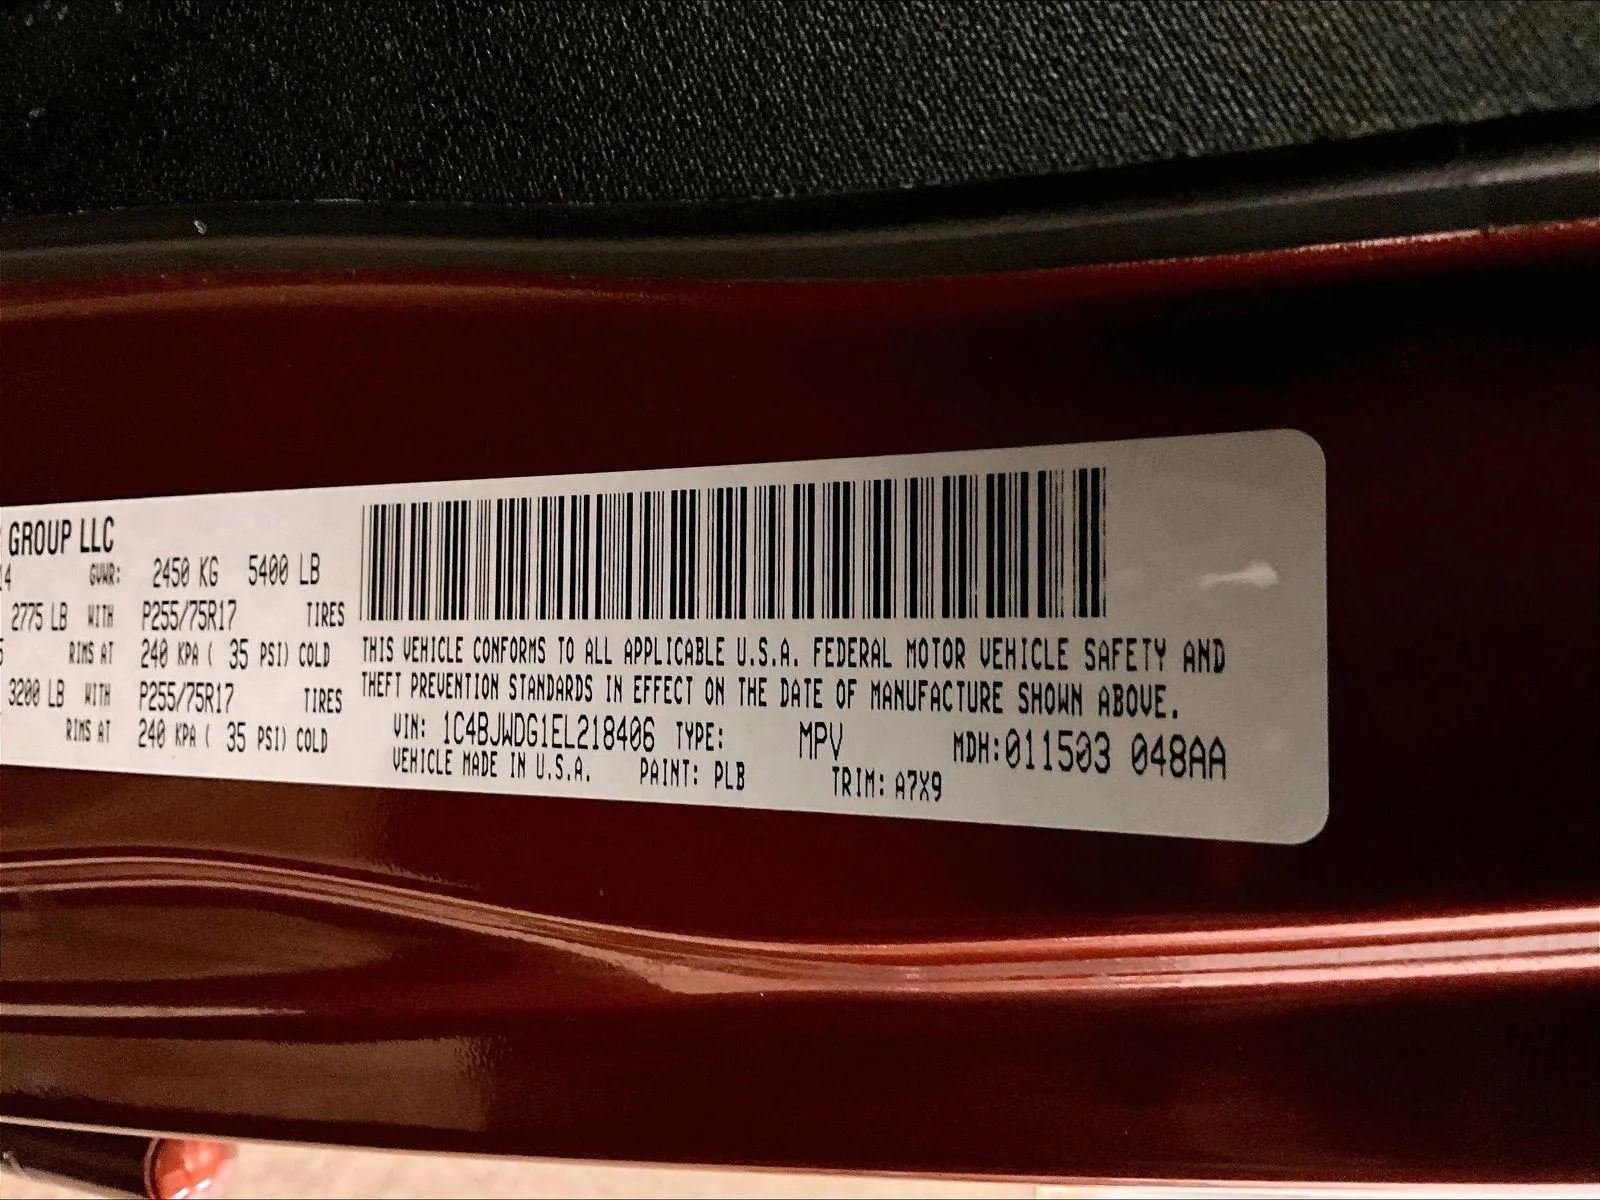 GROUP LLC
14 GVWR: 2450 KG 5400 LB
2775 LB WITH P255/75R17 TIRES
5 RIMS AT 240 KPA ( 35 PSI) COLD
3200 LB WITH P255/75R17 TIRES
RIMS AT 240 KPA ( 35 PSI) COLD
THIS VEHICLE CONFORMS TO ALL APPLICABLE U.S.A. FEDERAL MOTOR VEHICLE SAFETY AND
THEFT PREVENTION STANDARDS IN EFFECT ON THE DATE OF MANUFACTURE SHOWN ABOVE.
VIN: 1C4BJWDG1EL218406 TYPE: MPV MDH:011503 048AA
VEHICLE MADE IN U.S.A. PAINT: PLB TRIM: A7X9